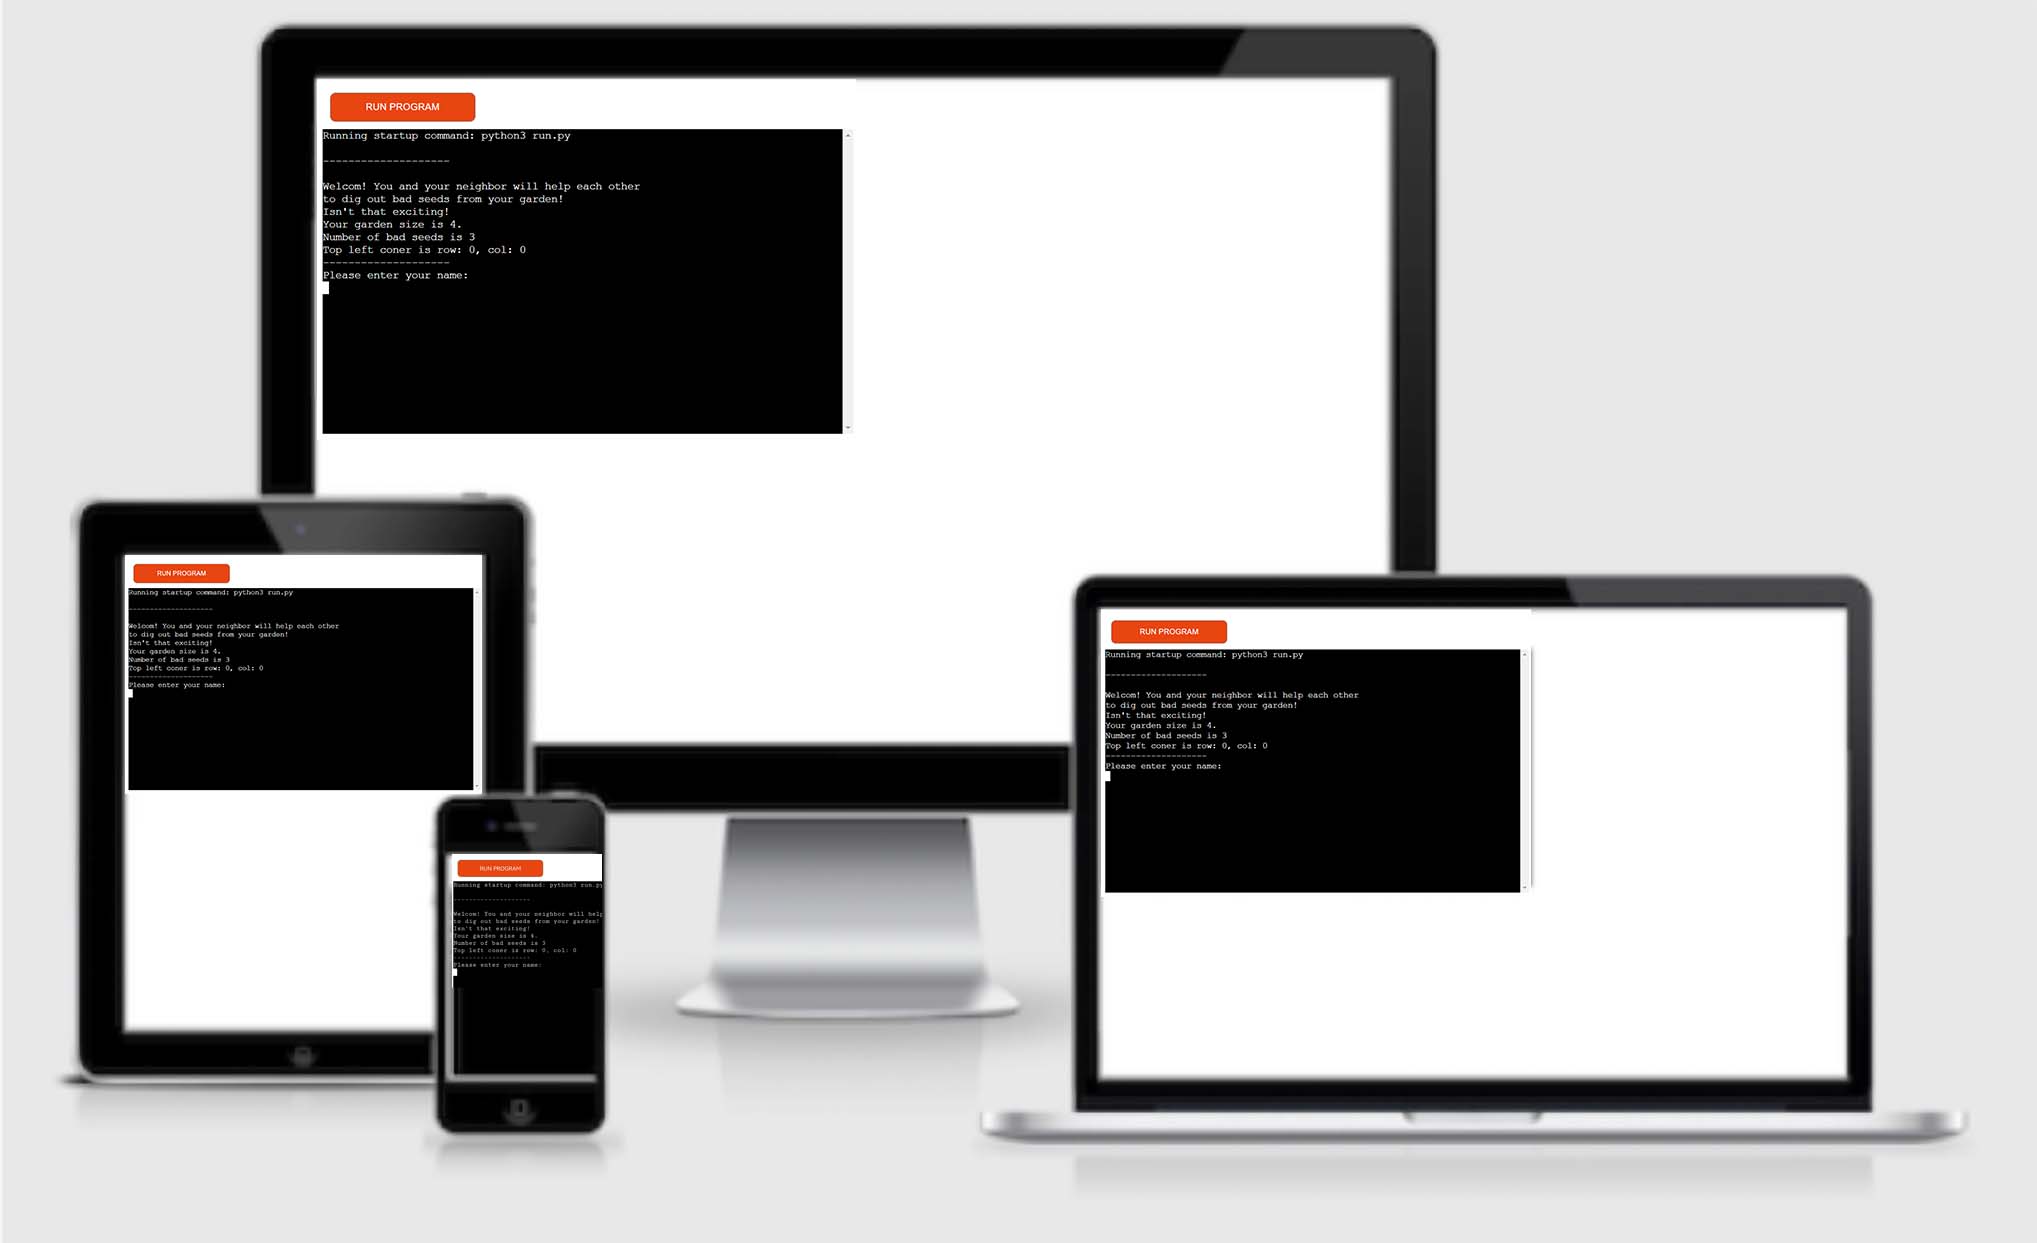 RUN PROGRAM
Running startup command: python3 run.py
--------------------
Welcom! You and your neighbor will help each other
to dig out bad seeds from your garden!
Isn't that exciting!
Your garden size is 4.
Number of bad seeds is 3
Top left coner is row: 0, col: 0
--------------------
Please enter your name:
RUN PROGRAM
Running startup command: python3 run.py
--------------------
Welcom! You and your neighbor will help each other
to dig out bad seeds from your garden!
Isn't that exciting!
Your garden size is 4.
Number of bad seeds is 3
Top left coner is row: 0, col: 0
--------------------
Please enter your name:
RUN PROGRAM
Running startup command: python3 run.py
--------------------
Welcom! You and your neighbor will help each other
to dig out bad seeds from your garden!
Isn't that exciting!
Your garden size is 4.
Number of bad seeds is 3
Top left coner is row: 0, col: 0
--------------------
Please enter your name:
RUN PROGRAM
Running startup command: python3 run.py
--------------------
Welcom! You and your neighbor will help
to dig out bad seeds from your garden!
Isn't that exciting!
Your garden size is 4.
Number of bad seeds is 3
Top left coner is row: 0, col: 0
--------------------
Please enter your name: